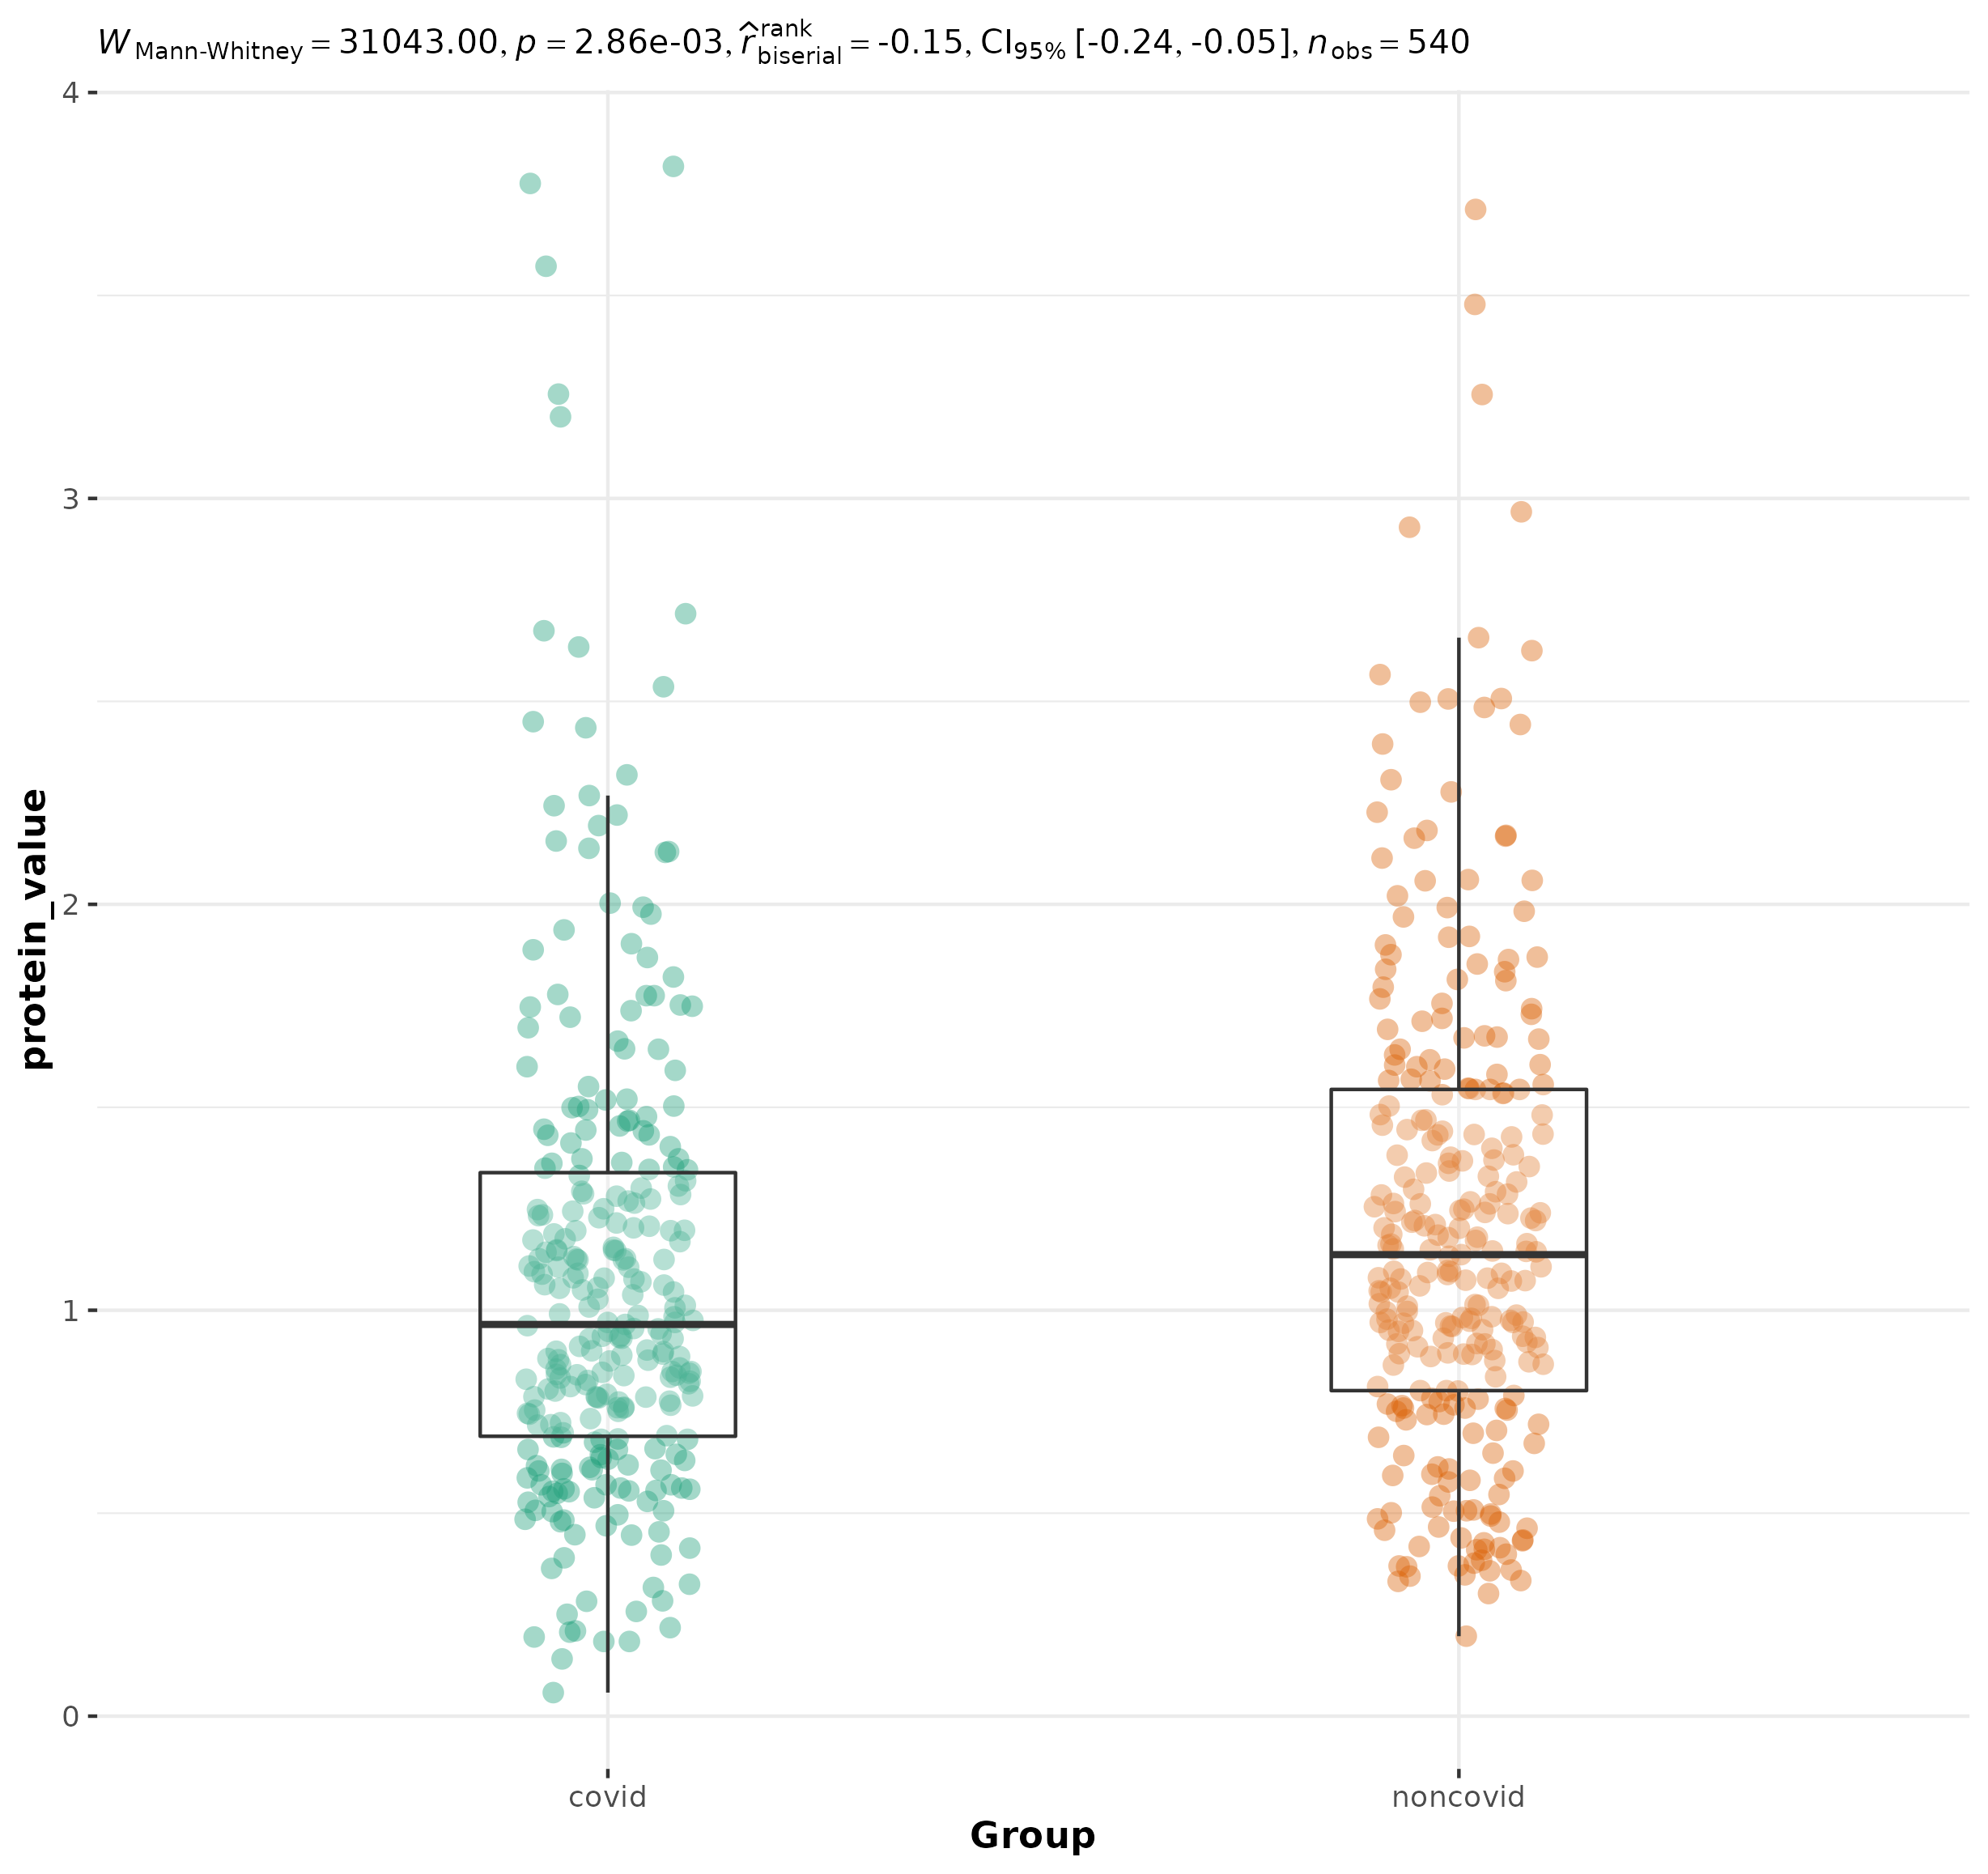 W Mann-Whitney = 31043.00, p = 2.86e-03, r̂ rank biserial = -0.15, CI95% [-0.24, -0.05], n obs = 540
4
3
2
1
0
protein_value
covid noncovid
Group